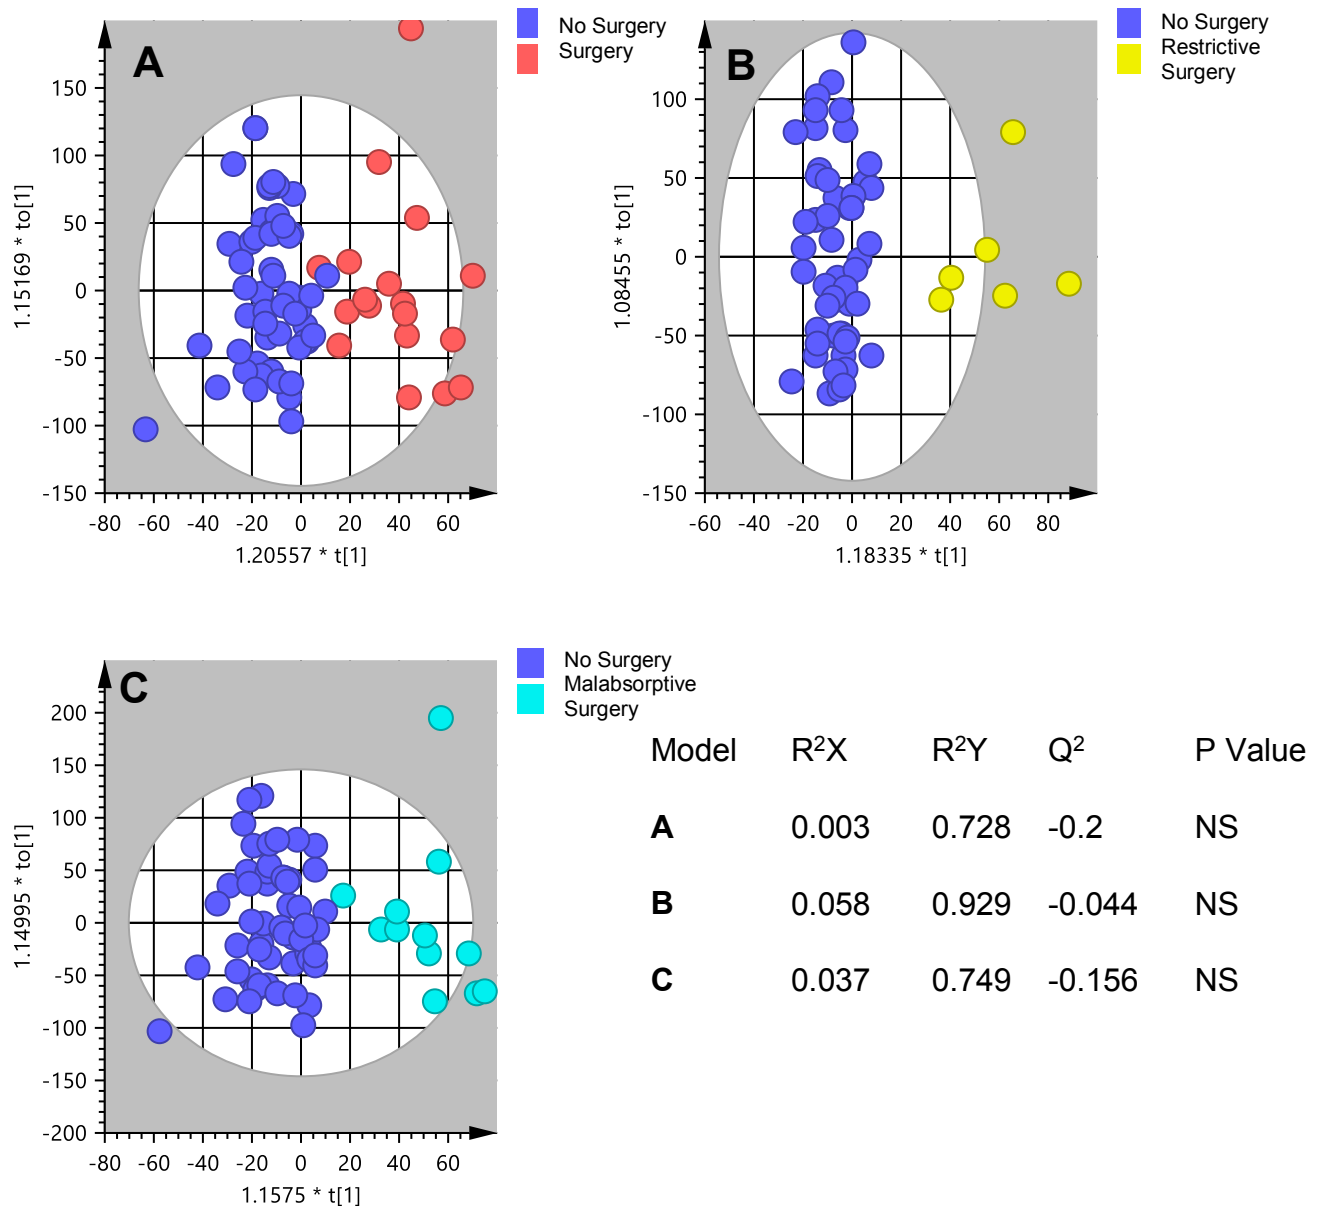 A
No Surgery
Surgery
150
100
50
0
-50
-100
-150
-80 -60 -40 -20 0 20 40 60
1.20557 * t[1]
1.15169 * to[1]
B
No Surgery
Restrictive
Surgery
100
50
0
-50
-100
-150
-60 -40 -20 0 20 40 60 80
1.18335 * t[1]
1.08455 * to[1]
C
No Surgery
Malabsorptive
Surgery
200
150
100
50
0
-50
-100
-150
-200
-80 -60 -40 -20 0 20 40 60
1.1575 * t[1]
1.14995 * to[1]
Model R²X R²Y Q² P Value
A 0.003 0.728 -0.2 NS
B 0.058 0.929 -0.044 NS
C 0.037 0.749 -0.156 NS